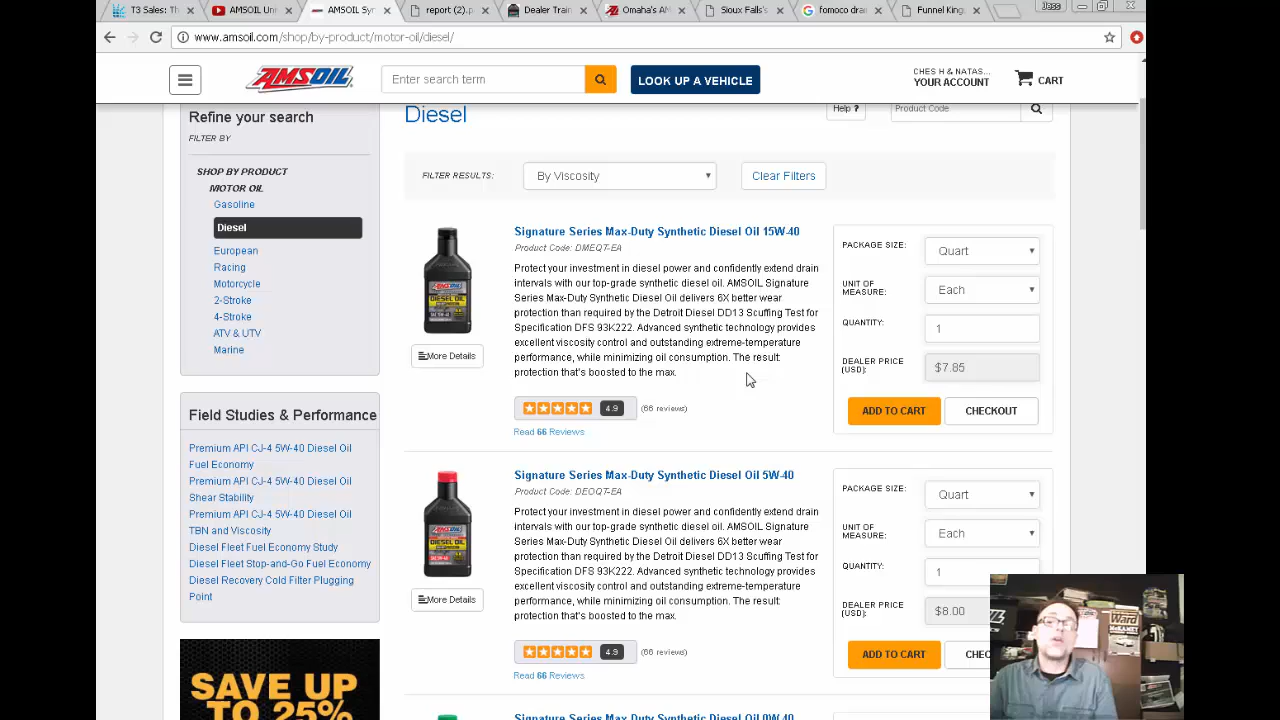 T3 Sales: Th
AMSOIL Uni
AMSOIL Syr
report (2).p
Dealer Train
Omaha's AM
Sioux Falls's
fomoco drar
Funnel King
Jess
www.amsoil.com/shop/by-product/motor-oil/diesel/
AMSOIL
Enter search term
LOOK UP A VEHICLE
CHES H & NATAS...
YOUR ACCOUNT
CART
Refine your search
FILTER BY
SHOP BY PRODUCT
MOTOR OIL
Gasoline
Diesel
European
Racing
Motorcycle
2-Stroke
4-Stroke
ATV & UTV
Marine
Field Studies & Performance
Premium API CJ-4 5W-40 Diesel Oil
Fuel Economy
Premium API CJ-4 5W-40 Diesel Oil
Shear Stability
Premium API CJ-4 5W-40 Diesel Oil
TBN and Viscosity
Diesel Fleet Fuel Economy Study
Diesel Fleet Stop-and-Go Fuel Economy
Diesel Recovery Cold Filter Plugging
Point
SAVE UP
TO 25%
Diesel
Help ?
Product Code
FILTER RESULTS:
By Viscosity
Clear Filters
Signature Series Max-Duty Synthetic Diesel Oil 15W-40
Product Code: DMEQT-EA
Protect your investment in diesel power and confidently extend drain
intervals with our top-grade synthetic diesel oil. AMSOIL Signature
Series Max-Duty Synthetic Diesel Oil delivers 6X better wear
protection than required by the Detroit Diesel DD13 Scuffing Test for
Specification DFS 93K222. Advanced synthetic technology provides
excellent viscosity control and outstanding extreme-temperature
performance, while minimizing oil consumption. The result:
protection that's boosted to the max.
More Details
4.9
(66 reviews)
Read 66 Reviews
PACKAGE SIZE:
Quart
UNIT OF
MEASURE:
Each
QUANTITY:
1
DEALER PRICE
(USD):
$7.85
ADD TO CART
CHECKOUT
Signature Series Max-Duty Synthetic Diesel Oil 5W-40
Product Code: DEOQT-EA
Protect your investment in diesel power and confidently extend drain
intervals with our top-grade synthetic diesel oil. AMSOIL Signature
Series Max-Duty Synthetic Diesel Oil delivers 6X better wear
protection than required by the Detroit Diesel DD13 Scuffing Test for
Specification DFS 93K222. Advanced synthetic technology provides
excellent viscosity control and outstanding extreme-temperature
performance, while minimizing oil consumption. The result:
protection that's boosted to the max.
More Details
4.9
(66 reviews)
Read 66 Reviews
PACKAGE SIZE:
Quart
UNIT OF
MEASURE:
Each
QUANTITY:
1
DEALER PRICE
(USD):
$8.00
ADD TO CART
CHEC
Ward
Signature Series Max-Duty Synthetic Diesel Oil 0W-40